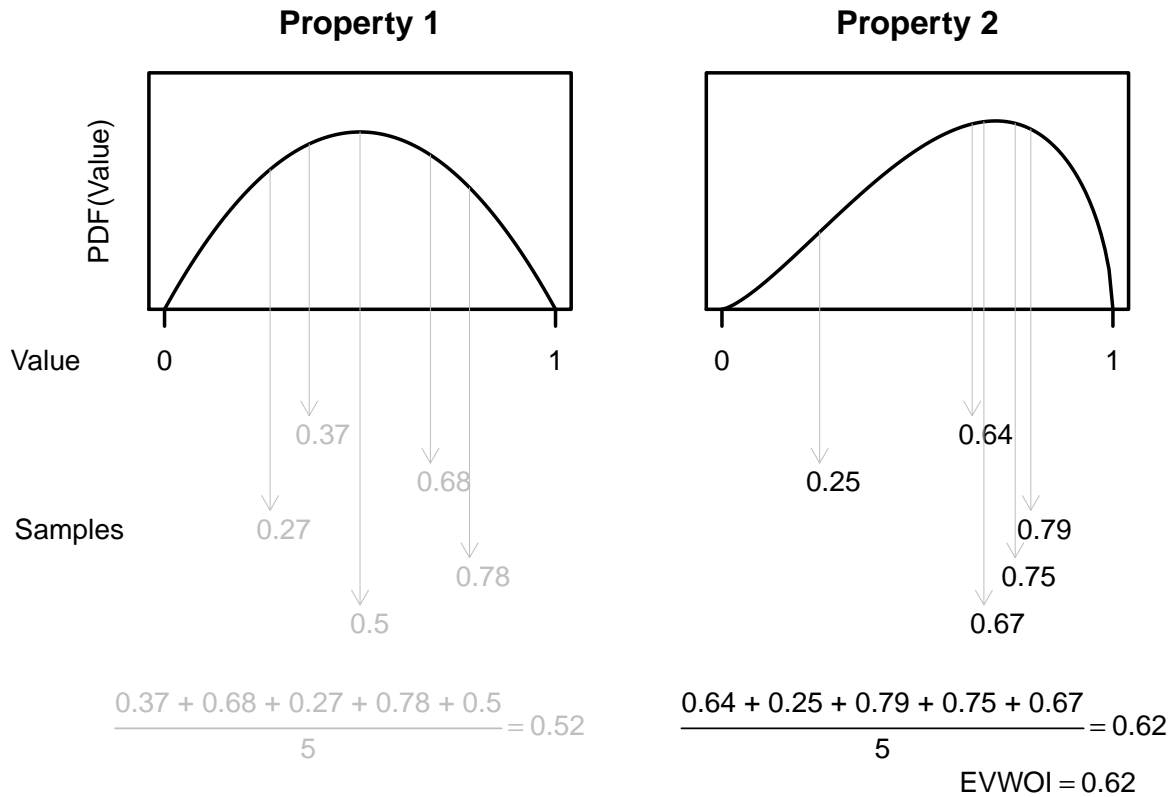 Property 1
Property 2
PDF(Value)
Value
0
1
0
1
0.37
0.64
0.68
0.25
Samples
0.27
0.79
0.78
0.75
0.5
0.67
0.37 + 0.68 + 0.27 + 0.78 + 0.5
5
= 0.52
0.64 + 0.25 + 0.79 + 0.75 + 0.67
5
= 0.62
EVWOI = 0.62